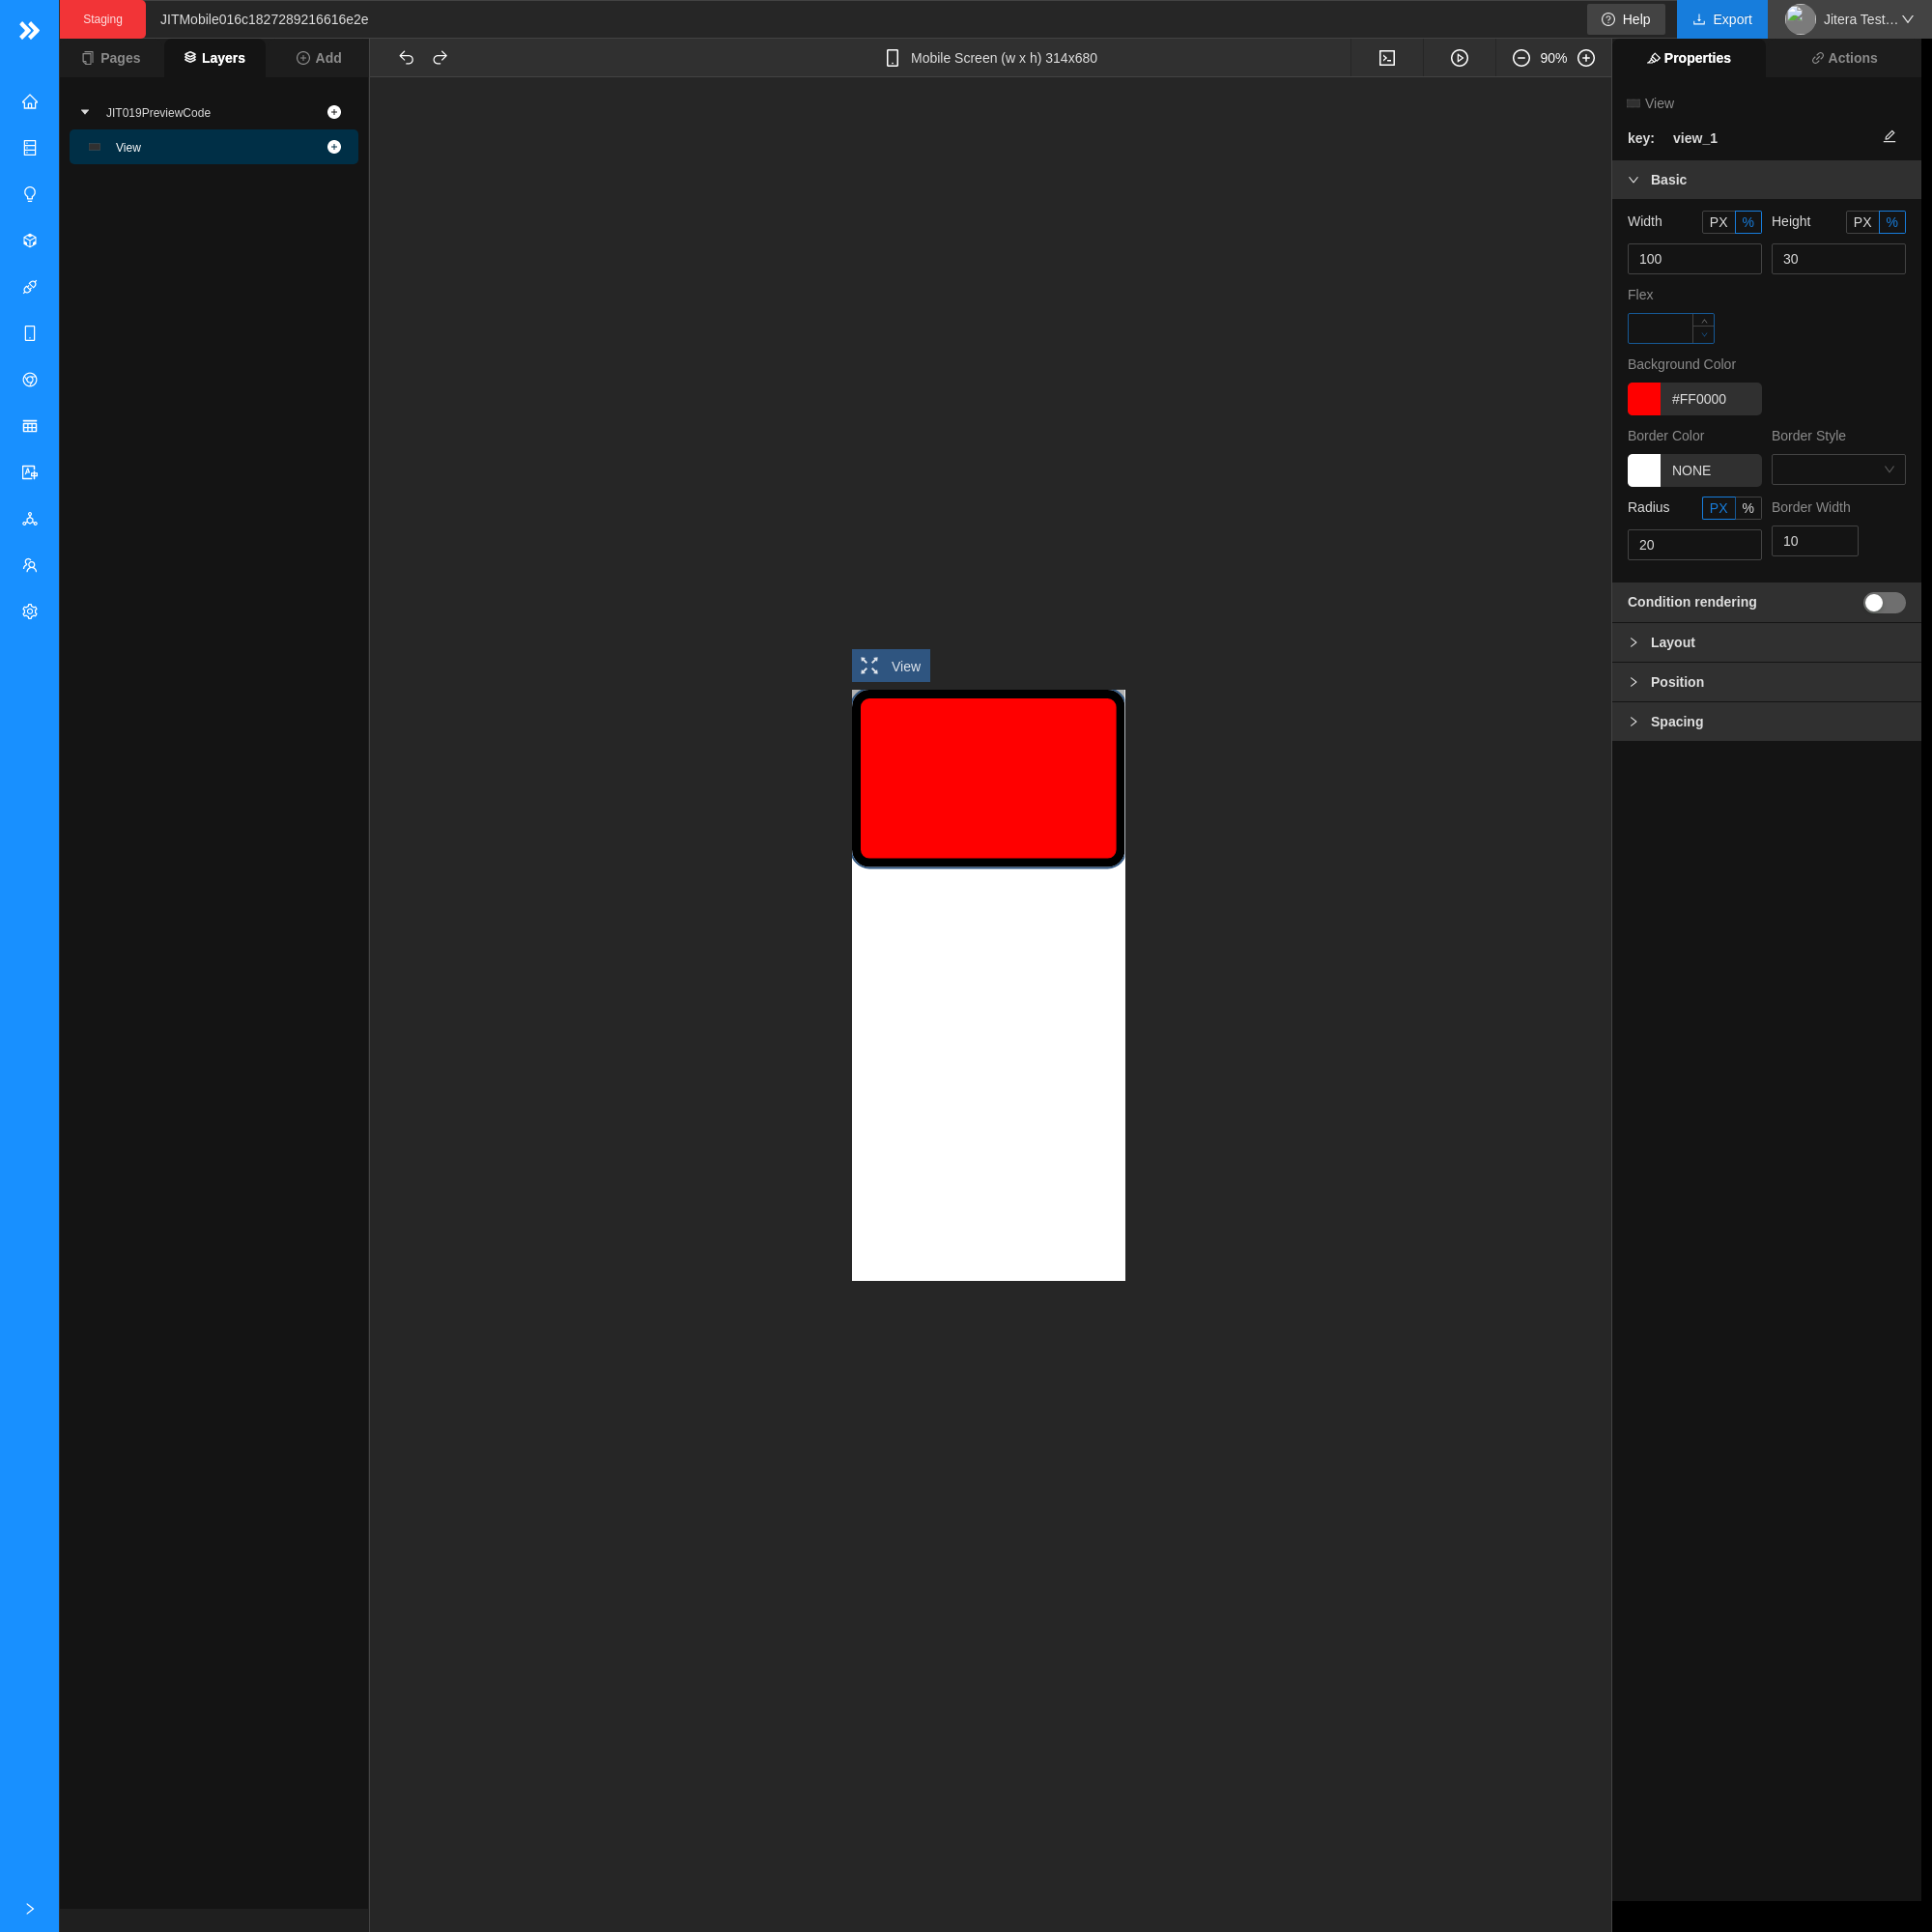 Staging
JITMobile016c1827289216616e2e
Help
Export
Jitera Test…
Pages
Layers
Add
Mobile Screen (w x h) 314x680
90%
Properties
Actions
JIT019PreviewCode
View
View
key: view_1
Basic
Width PX % Height PX %
100 30
Flex
Background Color
#FF0000
Border Color Border Style
NONE
Radius PX % Border Width
20 10
Condition rendering
Layout
Position
Spacing
View